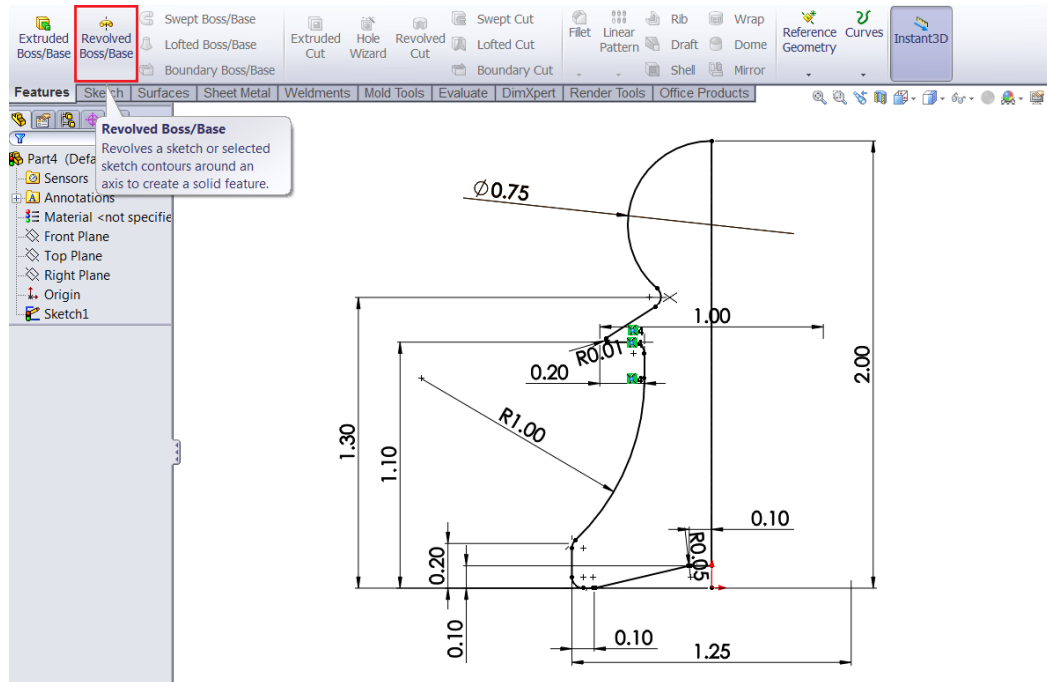 Extruded Boss/Base
Revolved Boss/Base
Swept Boss/Base
Lofted Boss/Base
Boundary Boss/Base
Extruded Cut
Hole Wizard
Revolved Cut
Swept Cut
Lofted Cut
Boundary Cut
Fillet
Linear Pattern
Rib
Draft
Shell
Wrap
Dome
Mirror
Reference Geometry
Curves
Instant3D
Features Sketch Surfaces Sheet Metal Weldments Mold Tools Evaluate DimXpert Render Tools Office Products
Revolved Boss/Base
Revolves a sketch or selected
sketch contours around an
axis to create a solid feature.
Part4 (Defa
Sensors
Annotations
Material <not specifie
Front Plane
Top Plane
Right Plane
Origin
Sketch1
∅0.75
1.00
R0.01
0.20
2.00
R1.00
1.30
1.10
0.10
R0.05
0.20
0.10
0.10
1.25